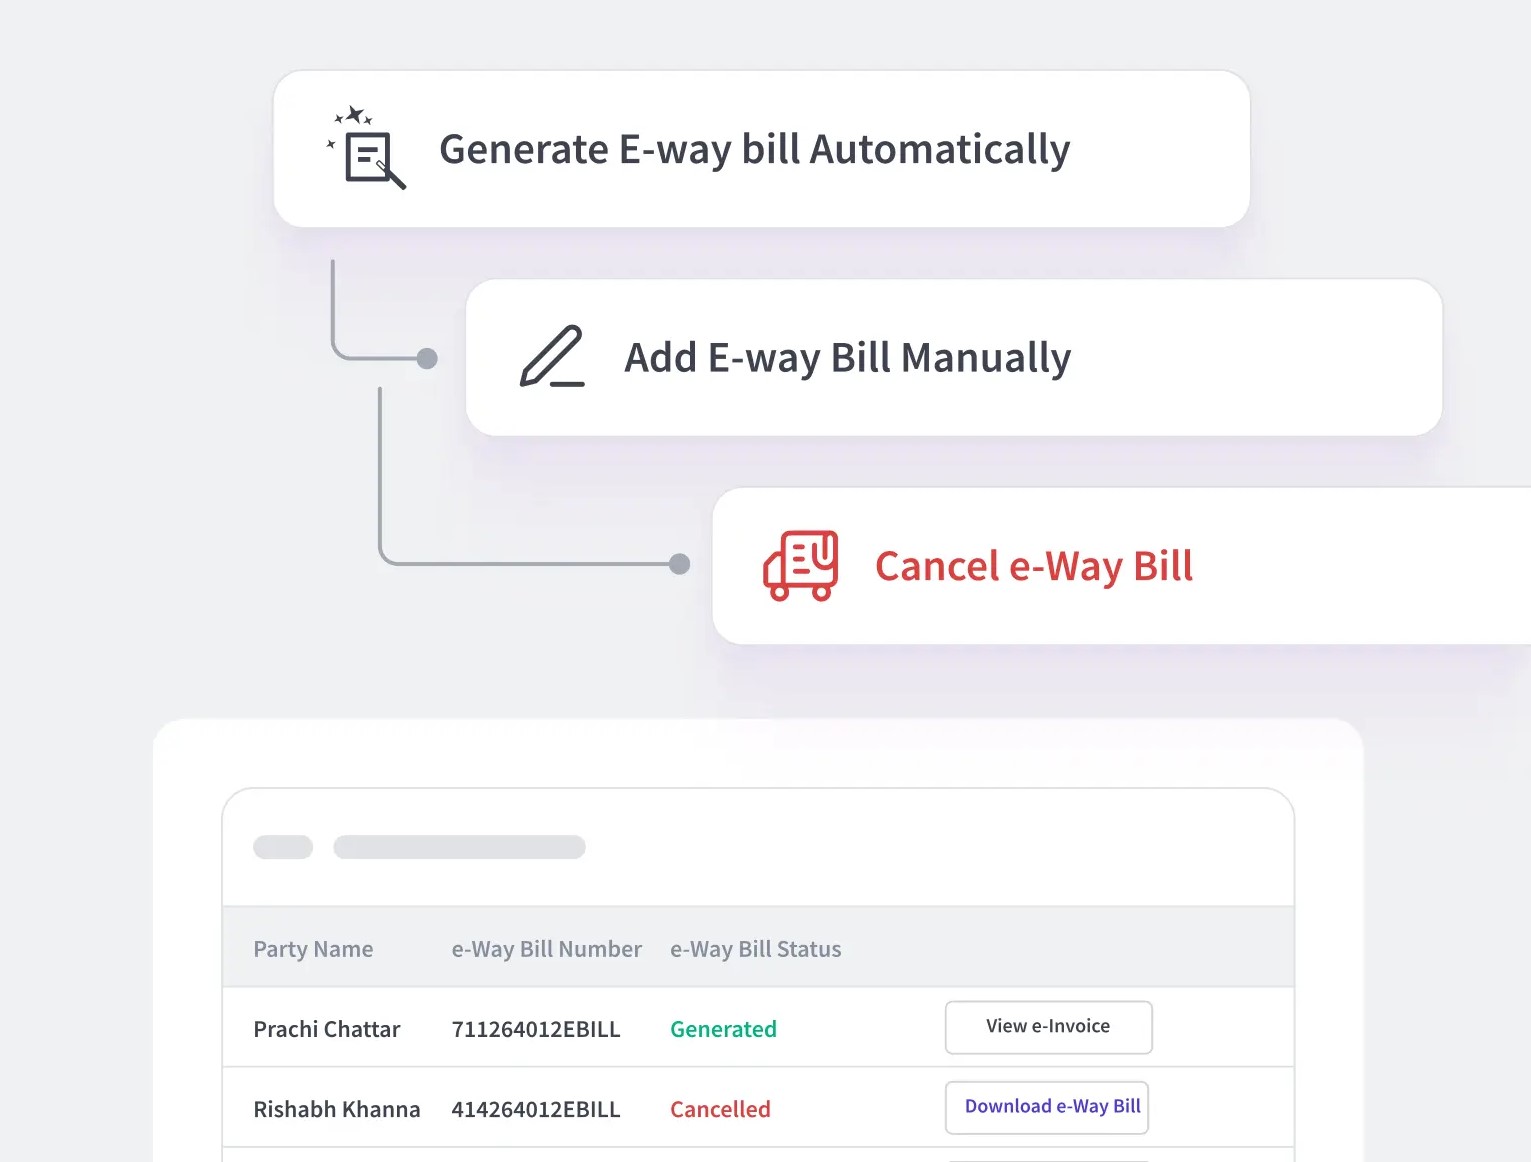 Generate E-way bill Automatically
Add E-way Bill Manually
Cancel e-Way Bill
Party Name e-Way Bill Number e-Way Bill Status
Prachi Chattar 711264012EBILL Generated View e-Invoice
Rishabh Khanna 414264012EBILL Cancelled Download e-Way Bill